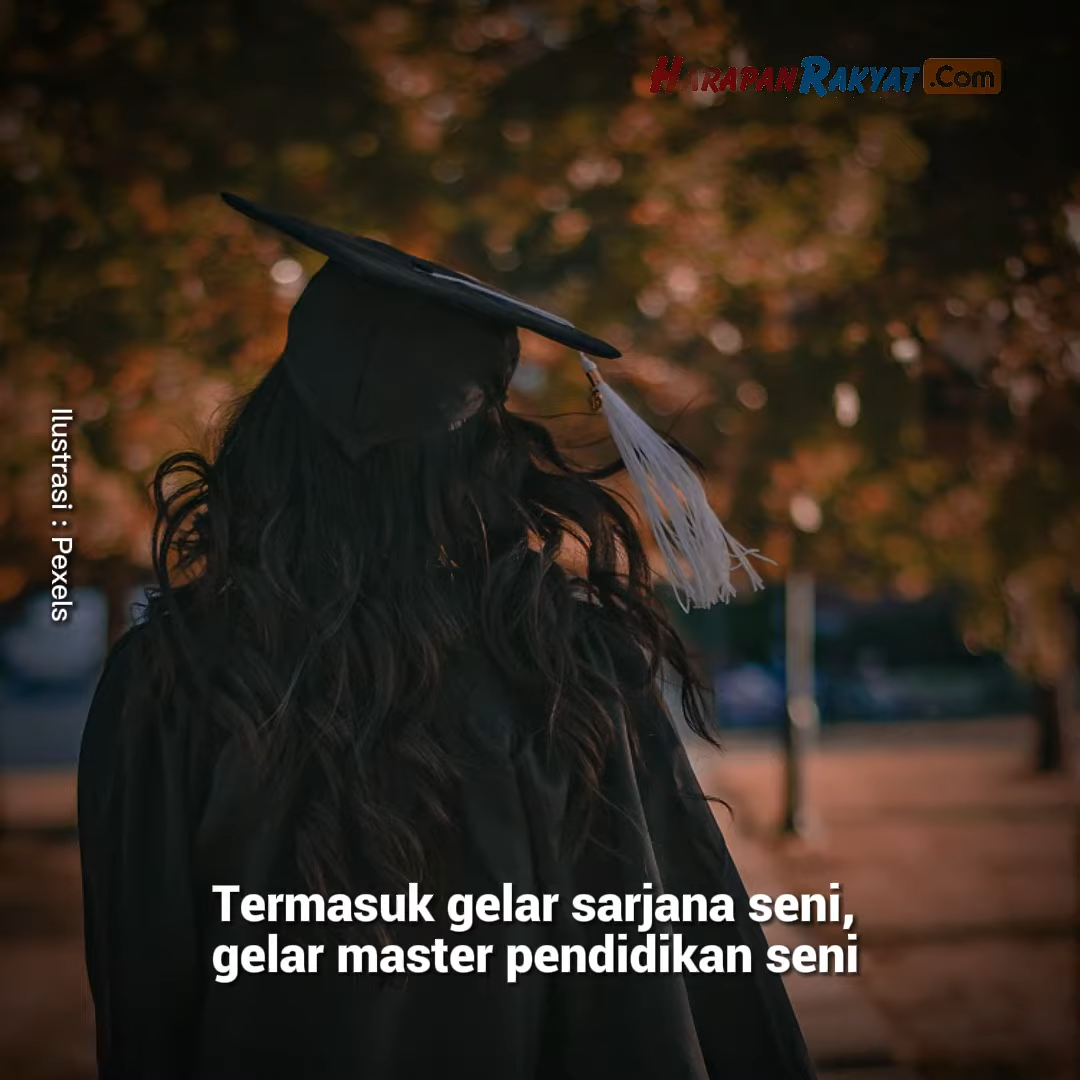 HARAPANRAKYAT.Com
Ilustrasi : Pexels
Termasuk gelar sarjana seni,
gelar master pendidikan seni